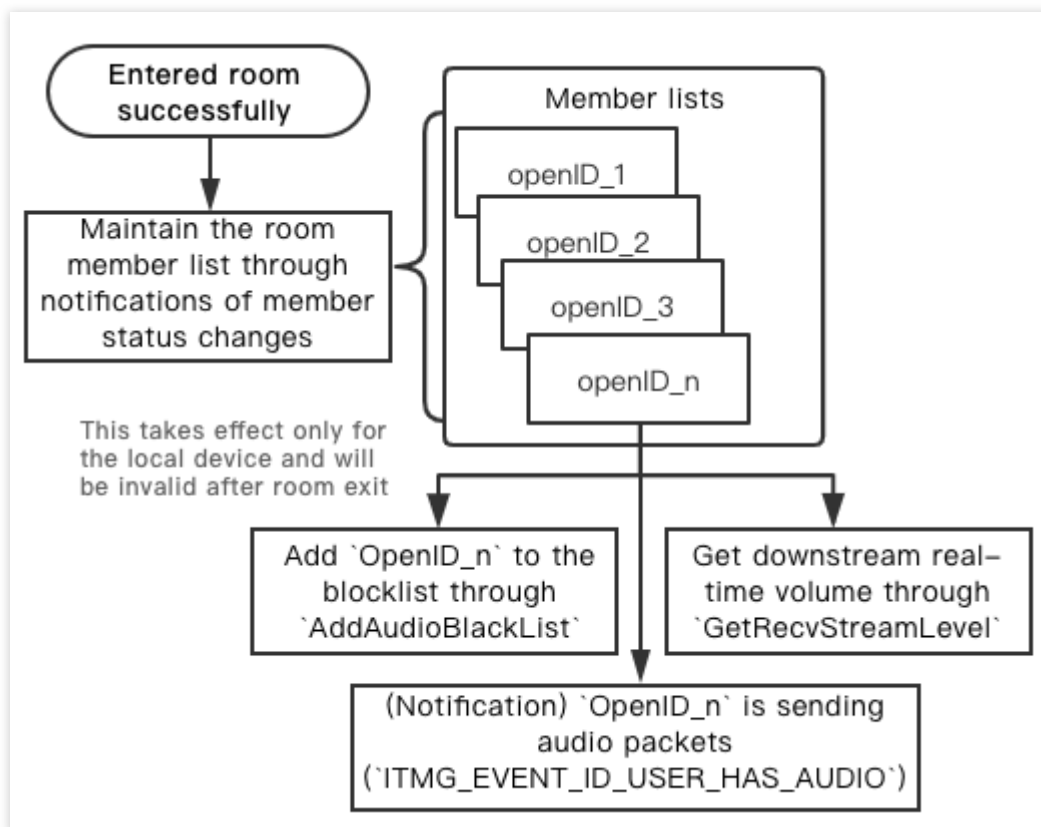 Entered room
successfully
Member lists
openID_1
openID_2
openID_3
openID_n
Maintain the room
member list through
notifications of member
status changes
This takes effect only for
the local device and will
be invalid after room exit
Add `OpenID_n` to the
blocklist through
`AddAudioBlackList`
Get downstream real-
time volume through
`GetRecvStreamLevel`
(Notification) `OpenID_n` is sending
audio packets
(`ITMG_EVENT_ID_USER_HAS_AUDIO`)